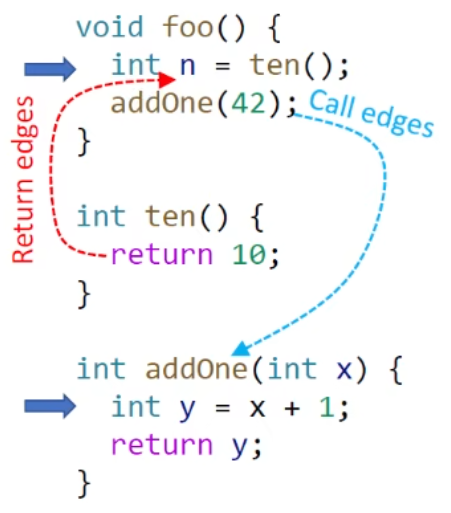 void foo() {
int n = ten();
addOne(42);
Call edges
}
Return edges
int ten() {
return 10;
}
int addOne(int x) {
int y = x + 1;
return y;
}